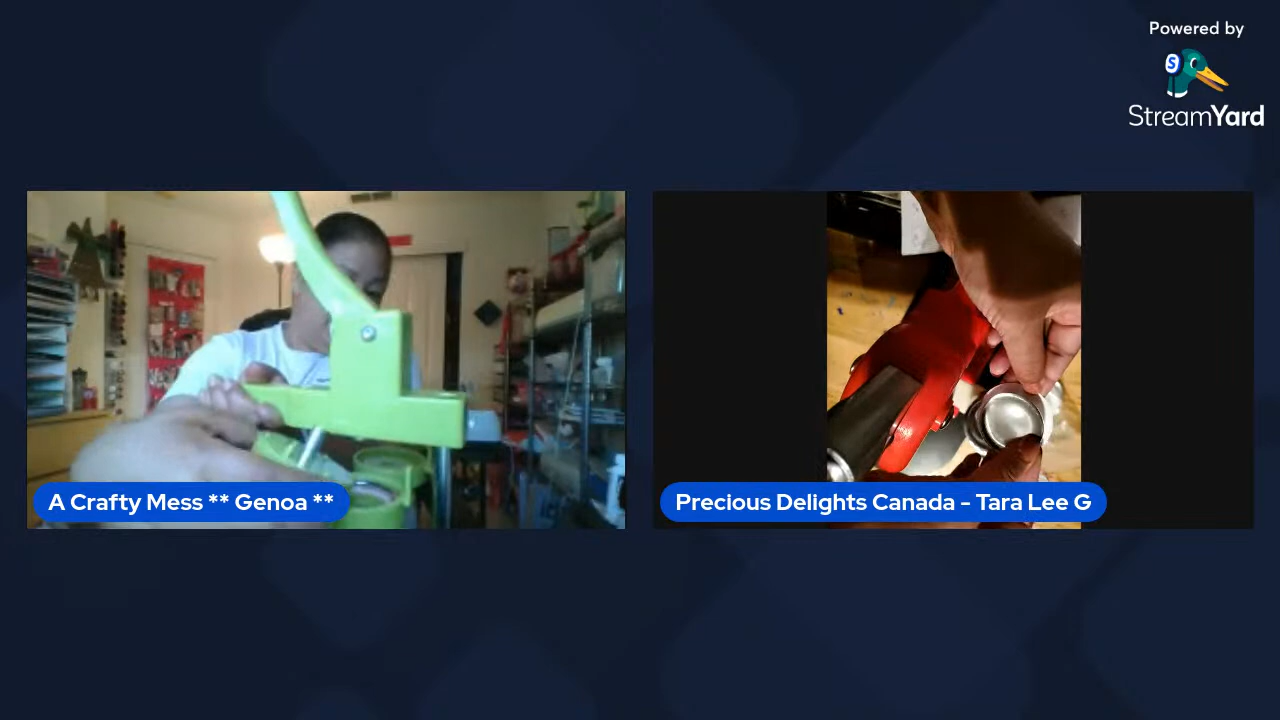 Powered by
S
StreamYard
A Crafty Mess ** Genoa **
Precious Delights Canada - Tara Lee G